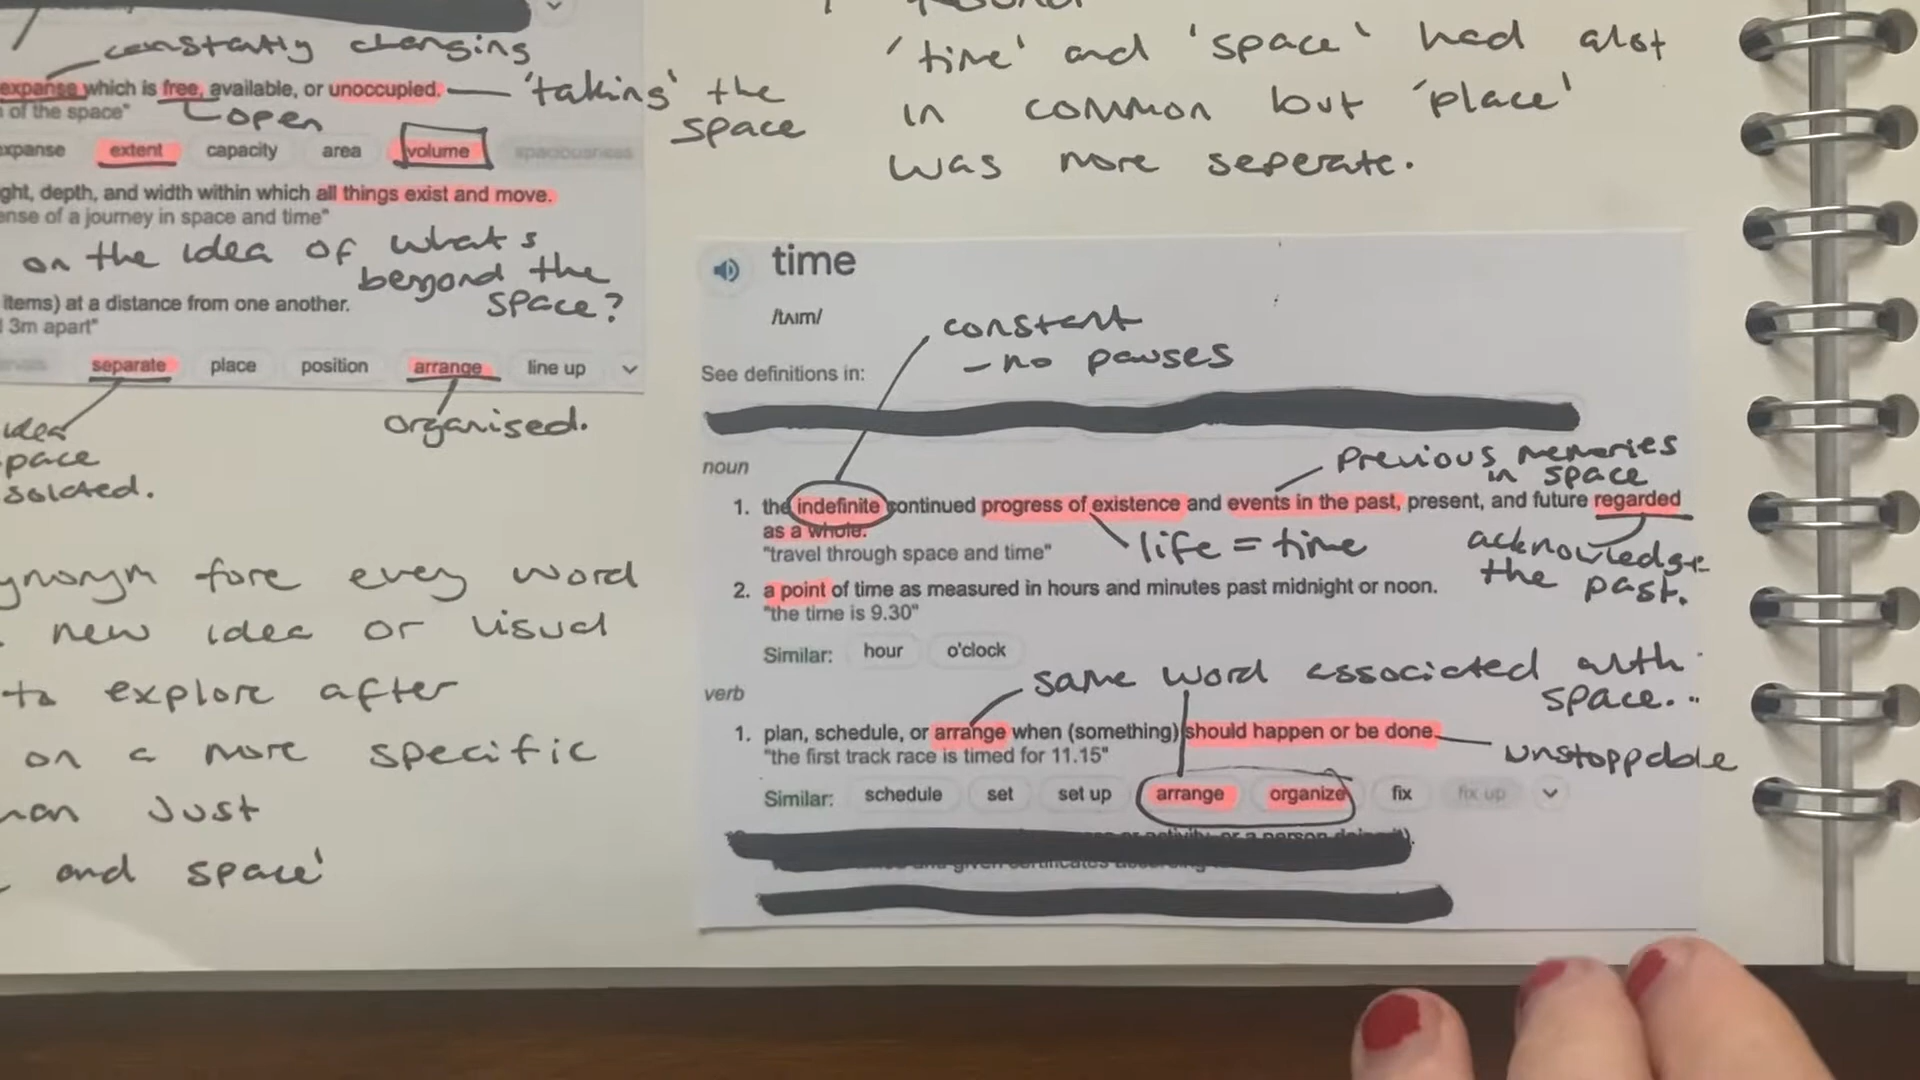 constatly changing
expanse which is free, available, or unoccupied.
'taking' the
space
of the space"
open
expanse extent capacity area volume spaciousness
ght, depth, and width within which all things exist and move.
ense of a journey in space and time"
on the idea of what's
beyond the
space?
items) at a distance from one another.
3m apart"
separate place position arrange line up
idea
pace
soloted.
organised.
ynonym fore every word
new idea or visual
to explore after
on a more specific
han just
and space'
'time' and 'space' had alot
in common but 'place'
was more seperate.
time
/tʌɪm/
constant
- no pauses
See definitions in:
noun
previous memories
in space
1. the indefinite continued progress of existence and events in the past, present, and future regarded
as a whole.
"travel through space and time"
life = time
acknowledge
the past.
2. a point of time as measured in hours and minutes past midnight or noon.
"the time is 9.30"
Similar: hour o'clock
same word associated with
space...
verb
1. plan, schedule, or arrange when (something) should happen or be done.
"the first track race is timed for 11.15"
unstoppable
Similar: schedule set set up arrange organize fix fix up